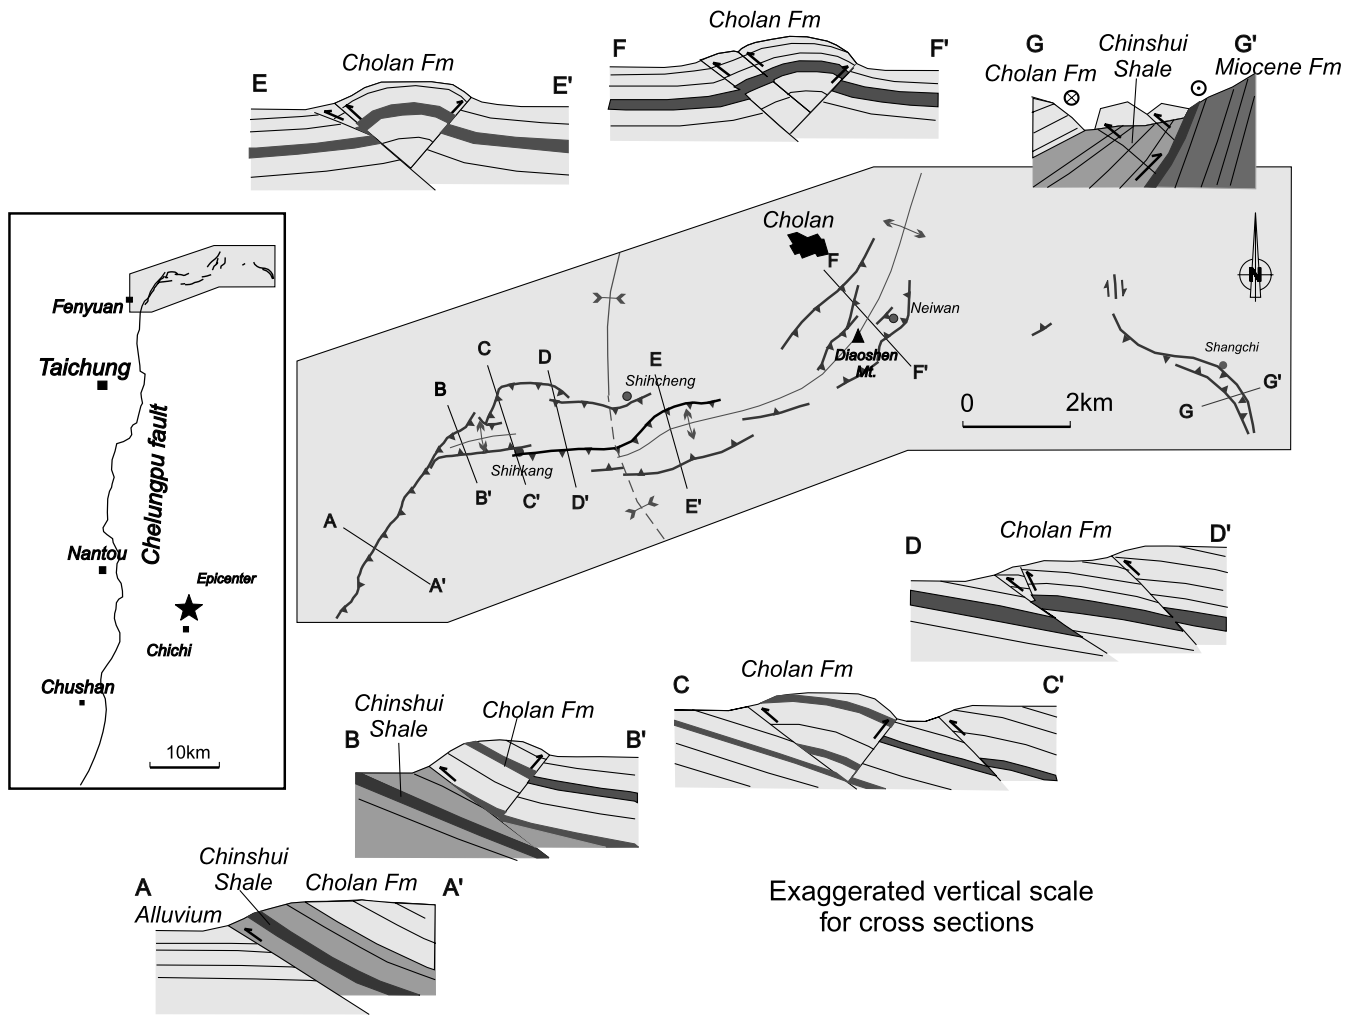 Cholan Fm
F
F'
Cholan Fm
E
E'
G
Chinshui
Shale
G'
Cholan Fm
Miocene Fm
Fenyuan
Taichung
Chelungpu fault
Nantou
Epicenter
Chichi
Chushan
10km
Cholan
F
Neiwan
Diaoshen
Mt.
F'
N
Shangchi
G'
G
0
2km
C
D
E
Shihcheng
B
Shihkang
B'
C'
D'
E'
A
A'
Cholan Fm
D
D'
Cholan Fm
C
C'
Chinshui
Shale
Cholan Fm
B
B'
Chinshui
Shale
Cholan Fm
A
A'
Alluvium
Exaggerated vertical scale
for cross sections